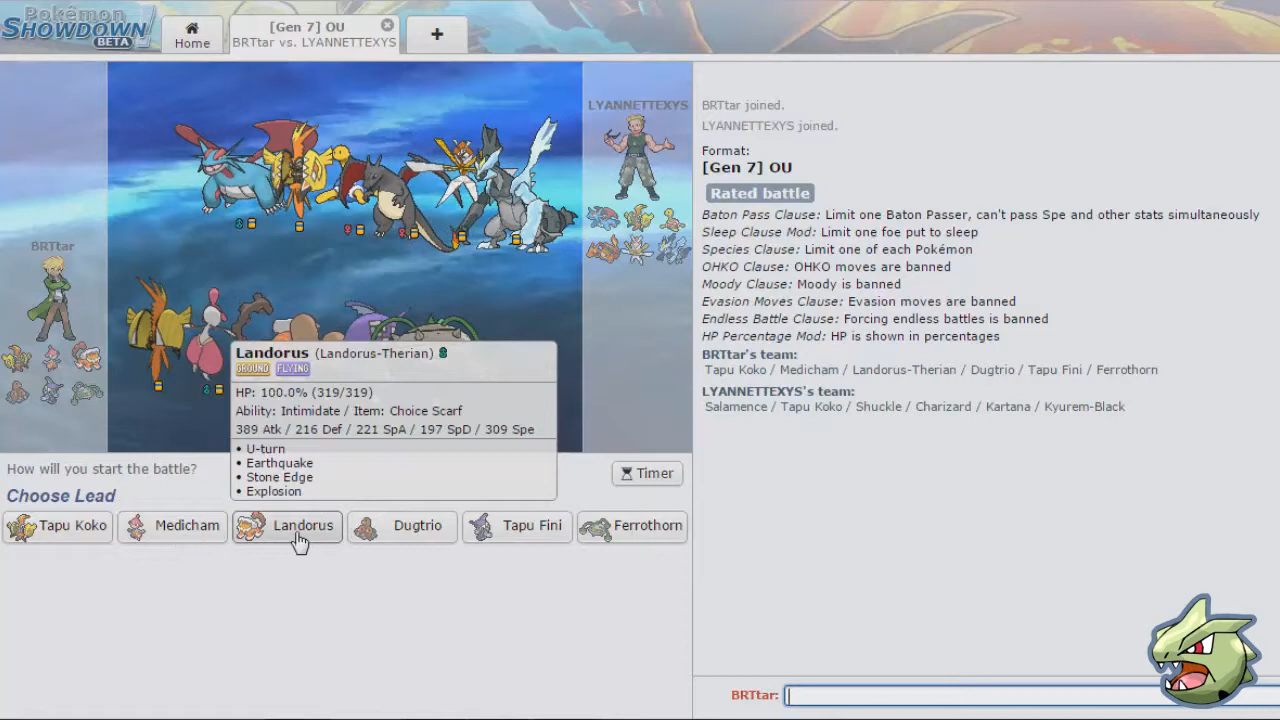 Pokémon
SHOWDOWN
BETA
Home
[Gen 7] OU
BRTtar vs. LYANNETTEXYS
+
LYANNETTEXYS
BRTtar
Landorus (Landorus-Therian)
GROUND FLYING
HP: 100.0% (319/319)
Ability: Intimidate / Item: Choice Scarf
389 Atk / 216 Def / 221 SpA / 197 SpD / 309 Spe
• U-turn
• Earthquake
• Stone Edge
• Explosion
How will you start the battle?
Timer
Choose Lead
Tapu Koko
Medicham
Landorus
Dugtrio
Tapu Fini
Ferrothorn
BRTtar joined.
LYANNETTEXYS joined.
Format:
[Gen 7] OU
Rated battle
Baton Pass Clause: Limit one Baton Passer, can't pass Spe and other stats simultaneously
Sleep Clause Mod: Limit one foe put to sleep
Species Clause: Limit one of each Pokémon
OHKO Clause: OHKO moves are banned
Moody Clause: Moody is banned
Evasion Moves Clause: Evasion moves are banned
Endless Battle Clause: Forcing endless battles is banned
HP Percentage Mod: HP is shown in percentages
BRTtar's team:
Tapu Koko / Medicham / Landorus-Therian / Dugtrio / Tapu Fini / Ferrothorn
LYANNETTEXYS's team:
Salamence / Tapu Koko / Shuckle / Charizard / Kartana / Kyurem-Black
BRTtar: